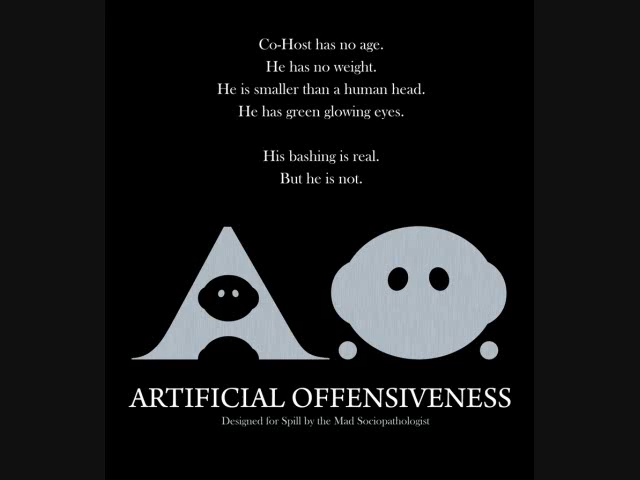 Co-Host has no age.
He has no weight.
He is smaller than a human head.
He has green glowing eyes.
His bashing is real.
But he is not.
A.O.
ARTIFICIAL OFFENSIVENESS
Designed for Spill by the Mad Sociopathologist